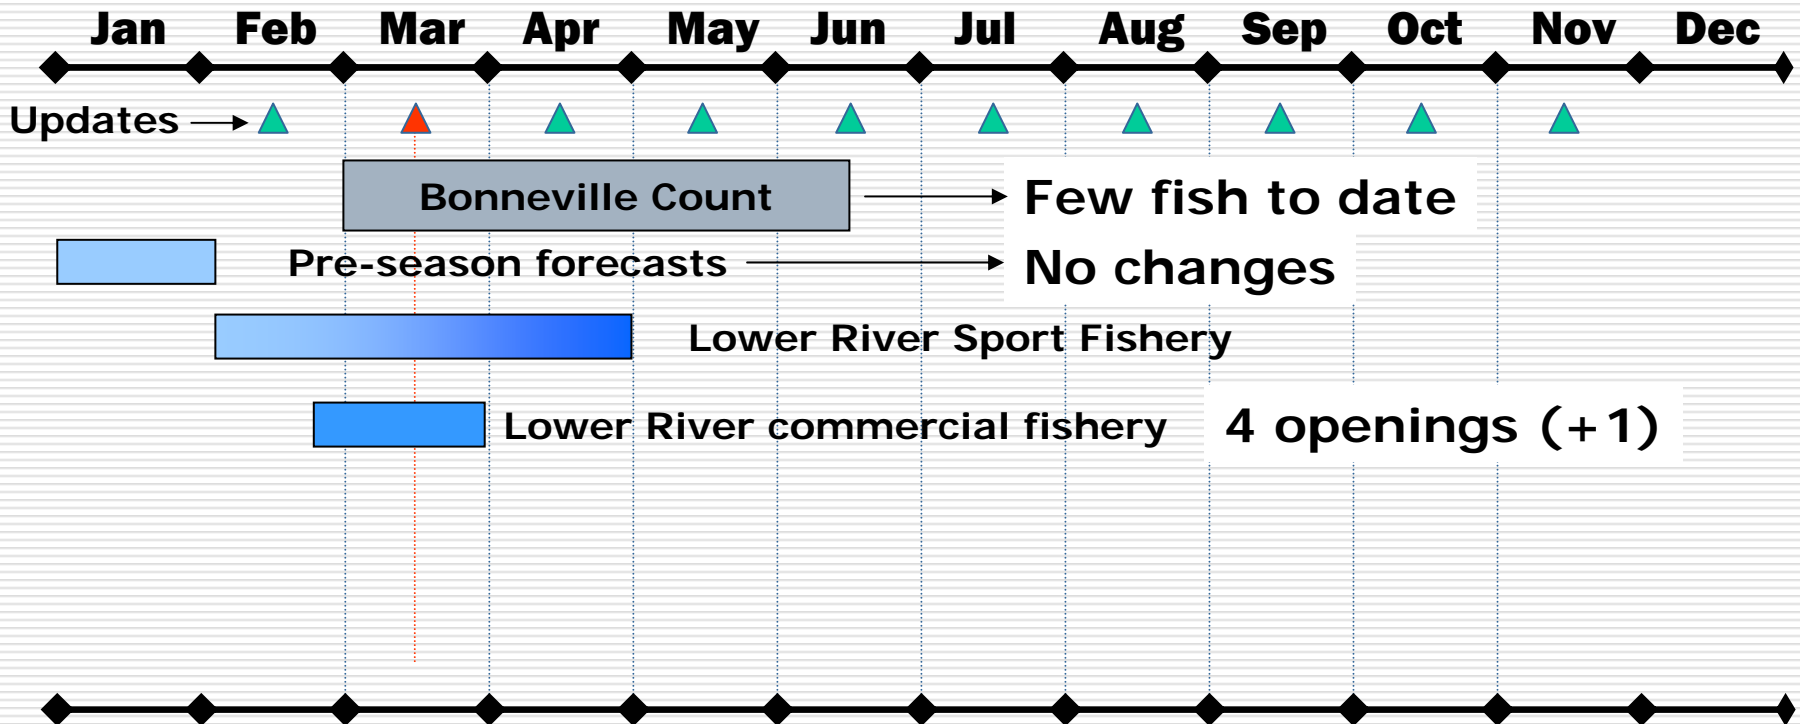 Jan Feb Mar Apr May Jun Jul Aug Sep Oct Nov Dec
Updates
Bonneville Count Few fish to date
Pre-season forecasts No changes
Lower River Sport Fishery
Lower River commercial fishery 4 openings (+1)